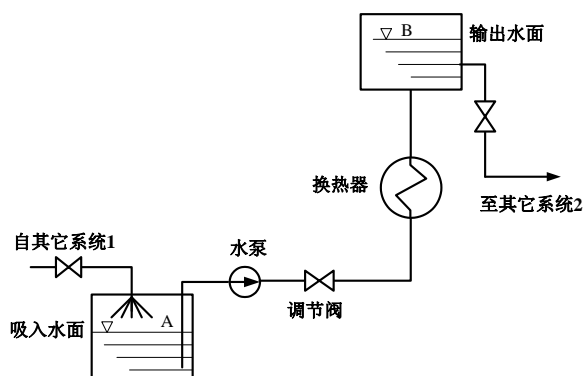 B
输出水面
换热器
至其它系统2
自其它系统1
水泵
调节阀
吸入水面
A